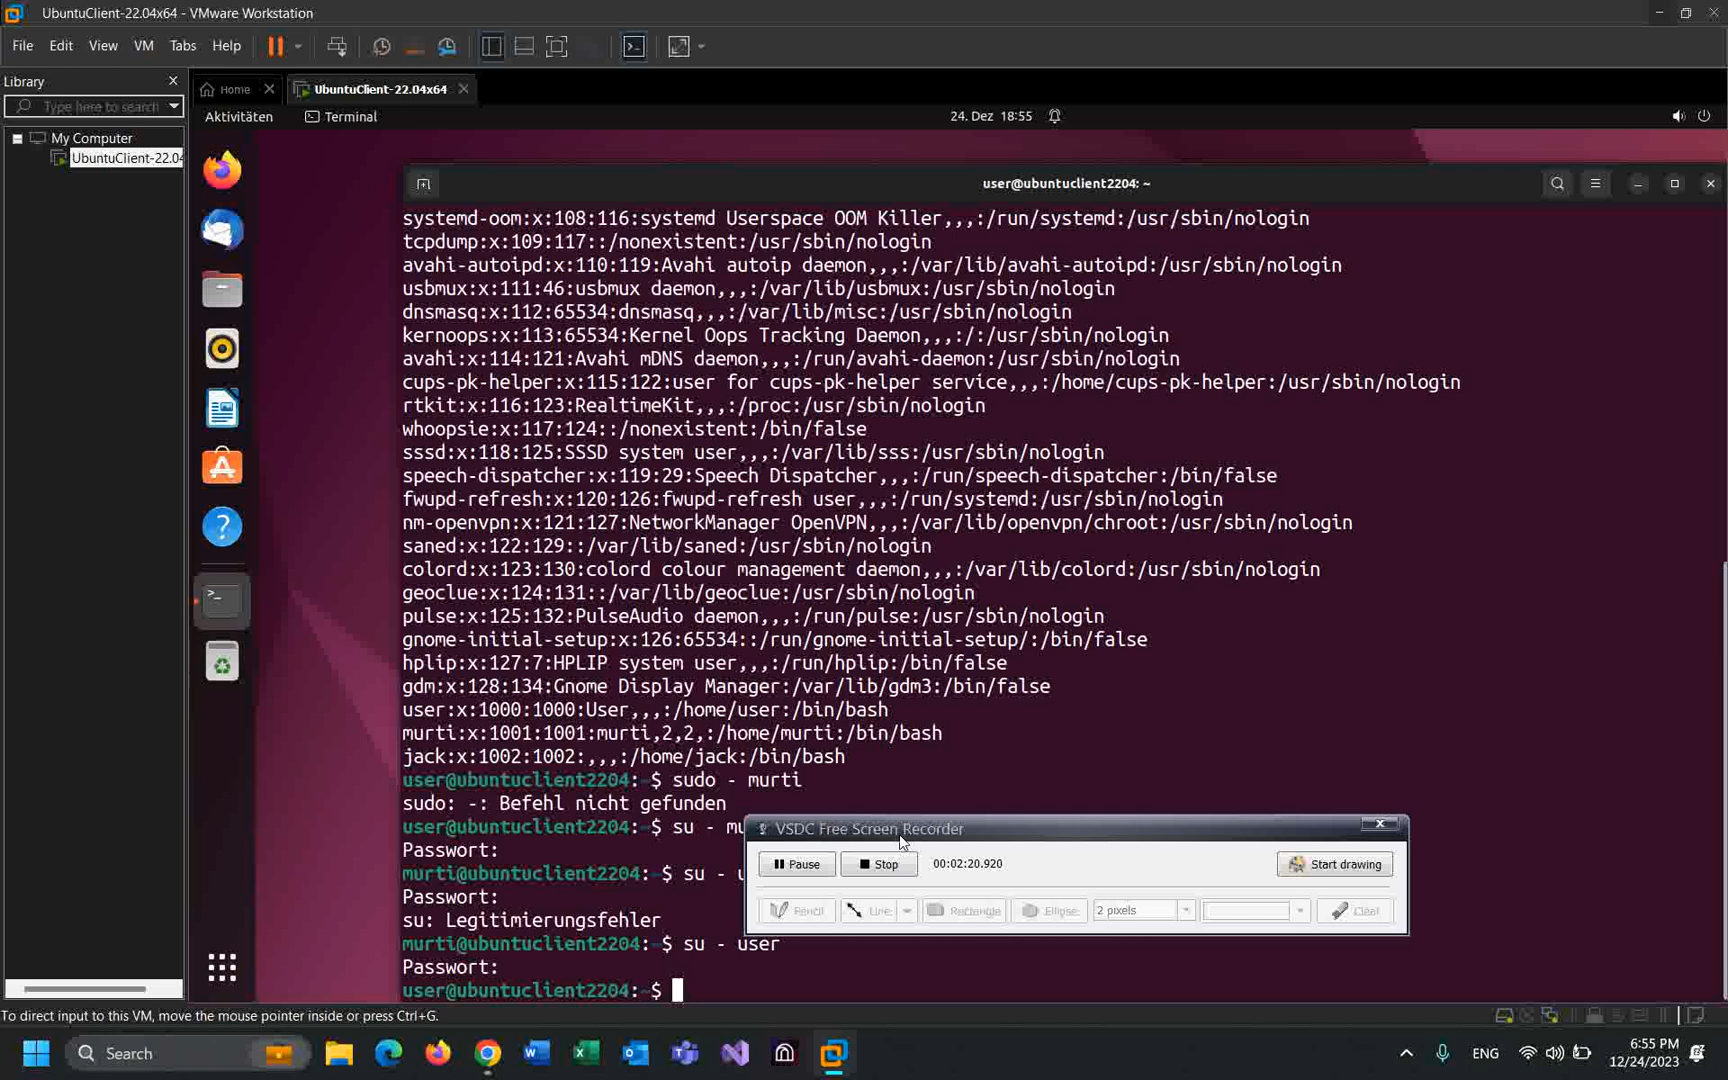 UbuntuClient-22.04x64 - VMware Workstation
File Edit View VM Tabs Help
Library
Type here to search
My Computer
UbuntuClient-22.04
Home
UbuntuClient-22.04x64
Aktivitäten
Terminal
24. Dez 18:55
user@ubuntuclient2204: ~
systemd-oom:x:108:116:systemd Userspace OOM Killer,,,:/run/systemd:/usr/sbin/nologin
tcpdump:x:109:117::/nonexistent:/usr/sbin/nologin
avahi-autoipd:x:110:119:Avahi autoip daemon,,,:/var/lib/avahi-autoipd:/usr/sbin/nologin
usbmux:x:111:46:usbmux daemon,,,:/var/lib/usbmux:/usr/sbin/nologin
dnsmasq:x:112:65534:dnsmasq,,,:/var/lib/misc:/usr/sbin/nologin
kernoops:x:113:65534:Kernel Oops Tracking Daemon,,,:/:/usr/sbin/nologin
avahi:x:114:121:Avahi mDNS daemon,,,:/run/avahi-daemon:/usr/sbin/nologin
cups-pk-helper:x:115:122:user for cups-pk-helper service,,,:/home/cups-pk-helper:/usr/sbin/nologin
rtkit:x:116:123:RealtimeKit,,,:/proc:/usr/sbin/nologin
whoopsie:x:117:124::/nonexistent:/bin/false
sssd:x:118:125:SSSD system user,,,:/var/lib/sss:/usr/sbin/nologin
speech-dispatcher:x:119:29:Speech Dispatcher,,,:/run/speech-dispatcher:/bin/false
fwupd-refresh:x:120:126:fwupd-refresh user,,,:/run/systemd:/usr/sbin/nologin
nm-openvpn:x:121:127:NetworkManager OpenVPN,,,:/var/lib/openvpn/chroot:/usr/sbin/nologin
saned:x:122:129::/var/lib/saned:/usr/sbin/nologin
colord:x:123:130:colord colour management daemon,,,:/var/lib/colord:/usr/sbin/nologin
geoclue:x:124:131::/var/lib/geoclue:/usr/sbin/nologin
pulse:x:125:132:PulseAudio daemon,,,:/run/pulse:/usr/sbin/nologin
gnome-initial-setup:x:126:65534::/run/gnome-initial-setup/:/bin/false
hplip:x:127:7:HPLIP system user,,,:/run/hplip:/bin/false
gdm:x:128:134:Gnome Display Manager:/var/lib/gdm3:/bin/false
user:x:1000:1000:User,,,:/home/user:/bin/bash
murti:x:1001:1001:murti,2,2,:/home/murti:/bin/bash
jack:x:1002:1002:,,,:/home/jack:/bin/bash
user@ubuntuclient2204:~$ sudo - murti
sudo: -: Befehl nicht gefunden
user@ubuntuclient2204:~$ su - mu
Passwort:
murti@ubuntuclient2204:~$ su - u
Passwort:
su: Legitimierungsfehler
murti@ubuntuclient2204:~$ su - user
Passwort:
user@ubuntuclient2204:~$
VSDC Free Screen Recorder
Pause Stop 00:02:20.920 Start drawing
Pencil Line Rectangle Ellipse 2 pixels Clear
To direct input to this VM, move the mouse pointer inside or press Ctrl+G.
Search
ENG
6:55 PM
12/24/2023